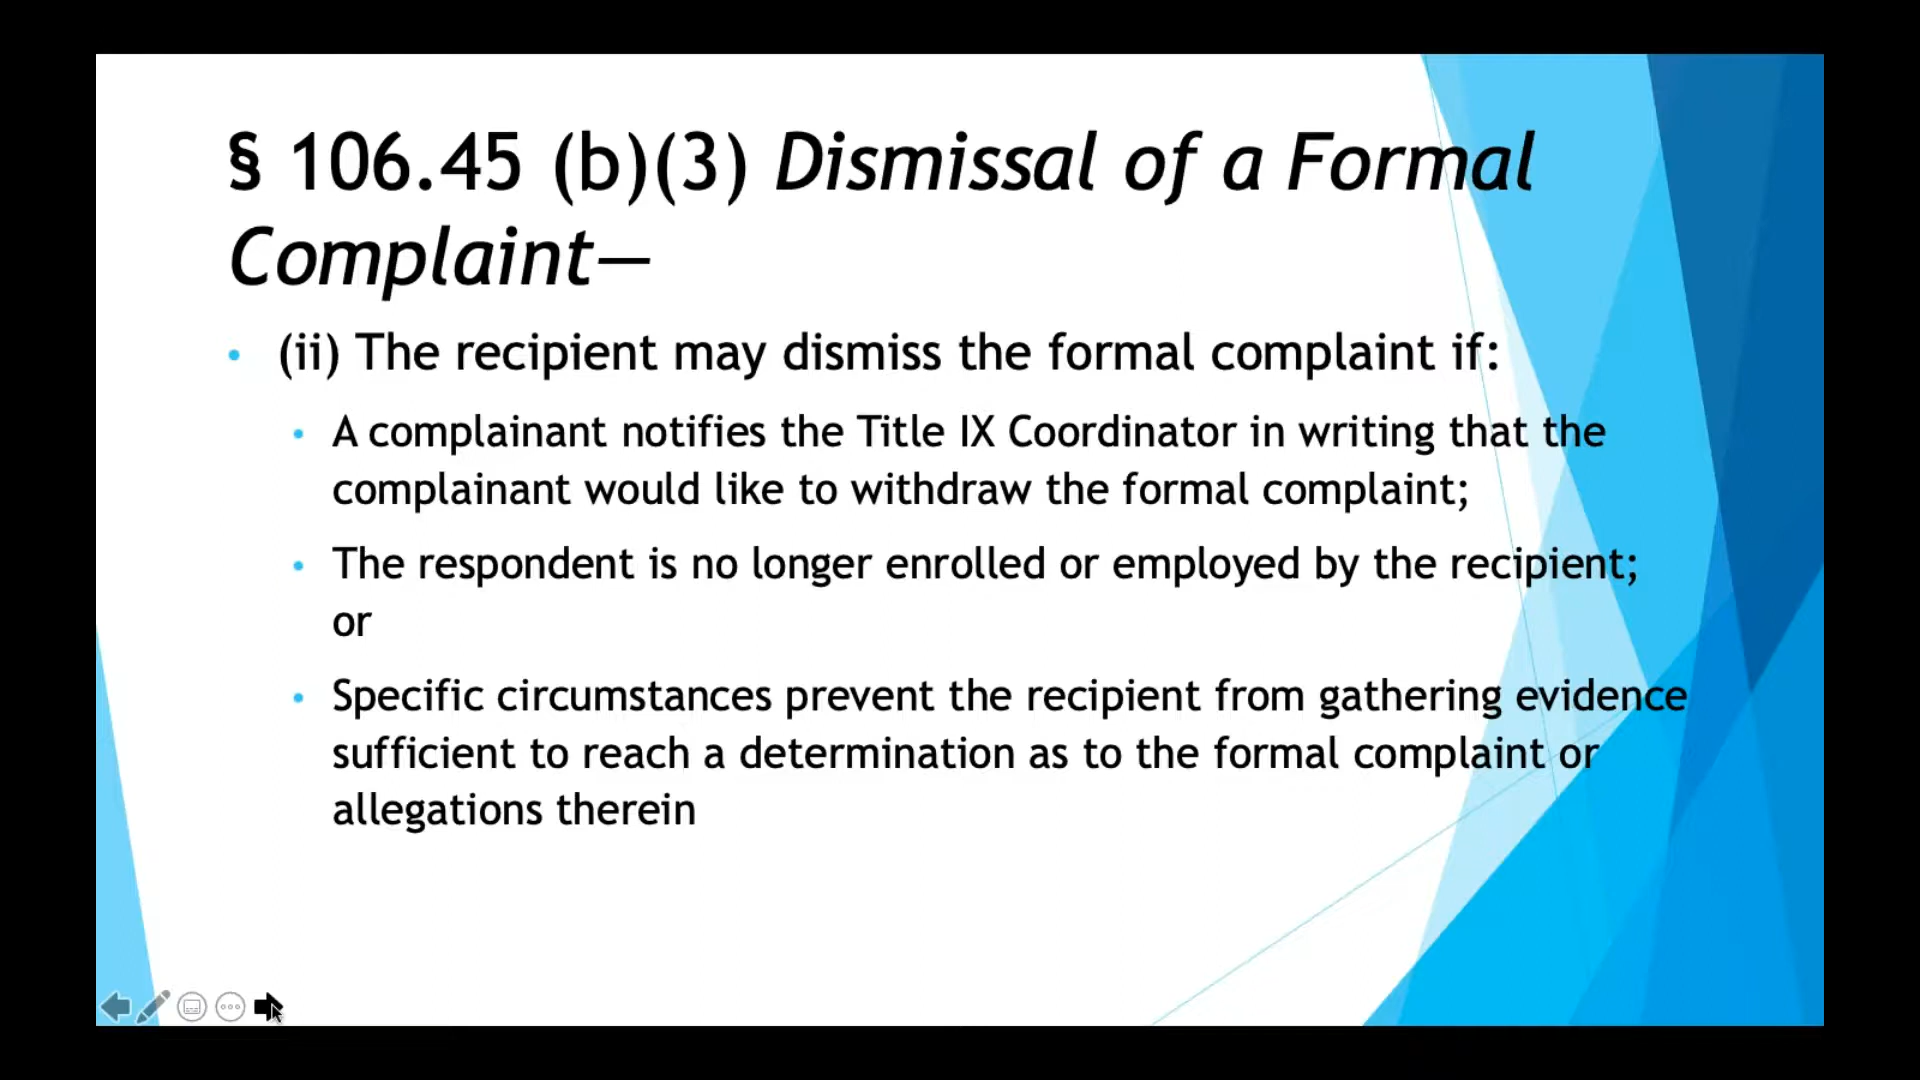 § 106.45 (b)(3) Dismissal of a Formal
Complaint—
• (ii) The recipient may dismiss the formal complaint if:
• A complainant notifies the Title IX Coordinator in writing that the
complainant would like to withdraw the formal complaint;
• The respondent is no longer enrolled or employed by the recipient;
or
• Specific circumstances prevent the recipient from gathering evidence
sufficient to reach a determination as to the formal complaint or
allegations therein